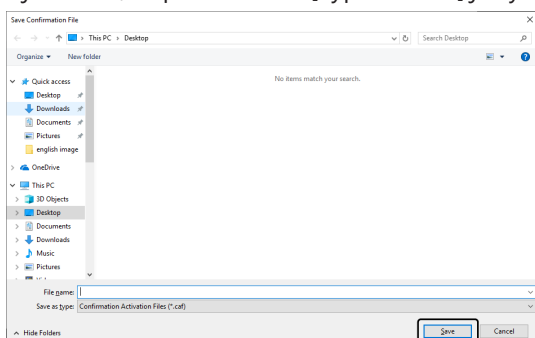 Save Confirmation File
This PC > Desktop
Search Desktop
Organize
New folder
No items match your search.
Quick access
Desktop
Downloads
Documents
Pictures
english image
OneDrive
This PC
3D Objects
Desktop
Documents
Downloads
Music
Pictures
File name:
Save as type: Confirmation Activation Files (*.caf)
Hide Folders
Save
Cancel